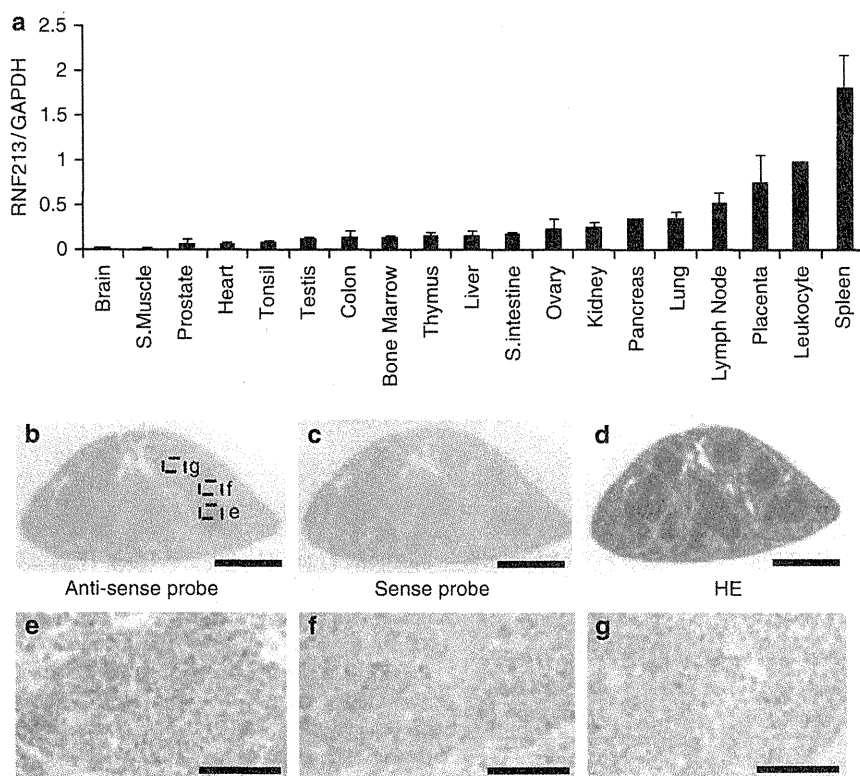 a
2.5
2
1.5
1
0.5
0
RNF213/GAPDH
Brain
S.Muscle
Prostate
Heart
Tonsil
Testis
Colon
Bone Marrow
Thymus
Liver
S.intestine
Ovary
Kidney
Pancreas
Lung
Lymph Node
Placenta
Leukocyte
Spleen
b
g
f
e
Anti-sense probe
c
Sense probe
d
HE
e
f
g